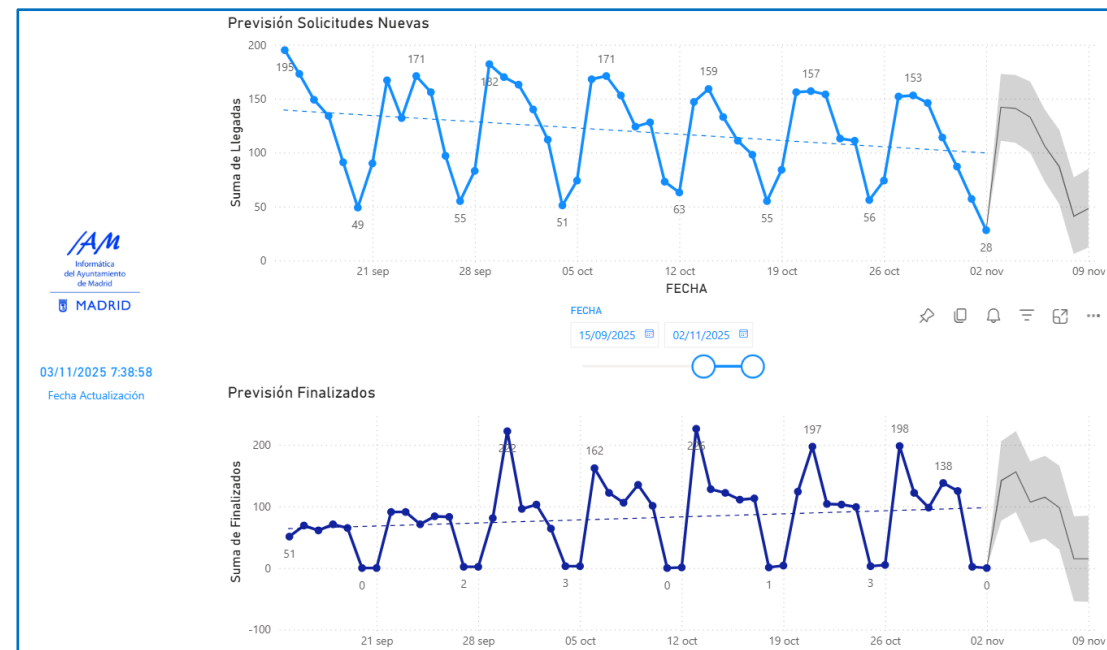 Previsión Solicitudes Nuevas
Suma de Llegadas
200
150
100
50
0
195
171
182
171
159
157
153
49
55
51
63
55
56
28
21 sep
28 sep
05 oct
12 oct
19 oct
26 oct
02 nov
09 nov
FECHA
IAM
Informática
del Ayuntamiento
de Madrid
MADRID
03/11/2025 7:38:58
Fecha Actualización
FECHA
15/09/2025
02/11/2025
Previsión Finalizados
Suma de Finalizados
200
100
0
-100
51
222
162
226
197
198
138
0
2
3
0
1
3
0
21 sep
28 sep
05 oct
12 oct
19 oct
26 oct
02 nov
09 nov